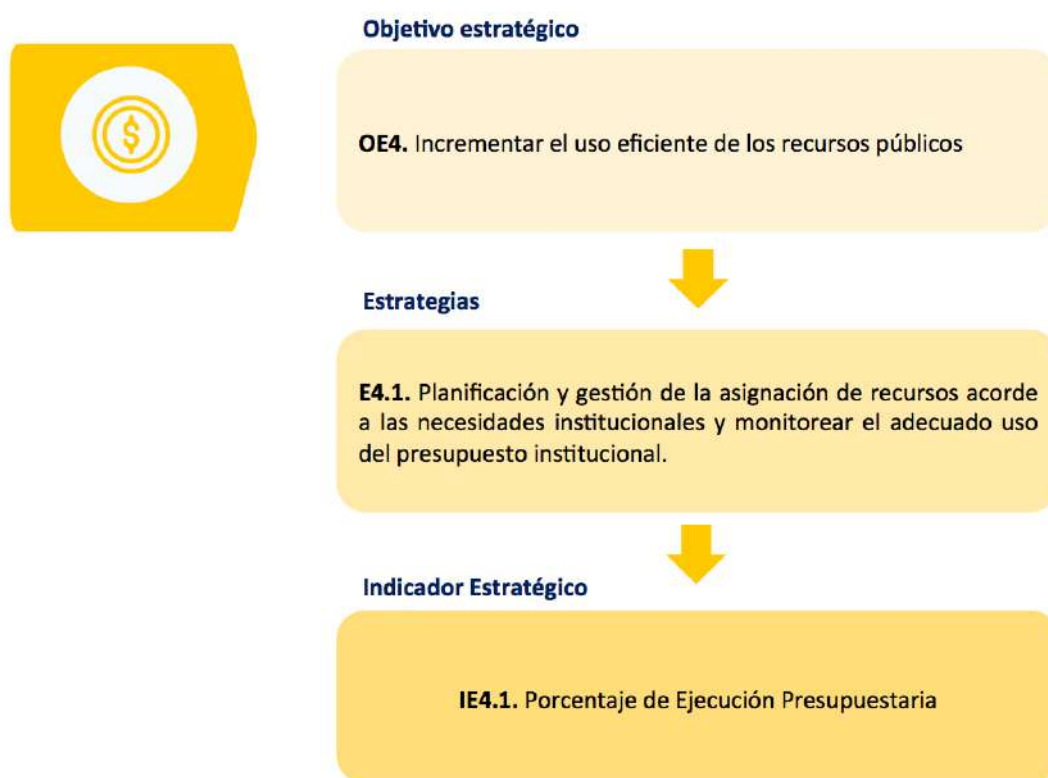 Objetivo estratégico
$
OE4. Incrementar el uso eficiente de los recursos públicos
Estrategias
E4.1. Planificación y gestión de la asignación de recursos acorde
a las necesidades institucionales y monitorear el adecuado uso
del presupuesto institucional.
Indicador Estratégico
IE4.1. Porcentaje de Ejecución Presupuestaria